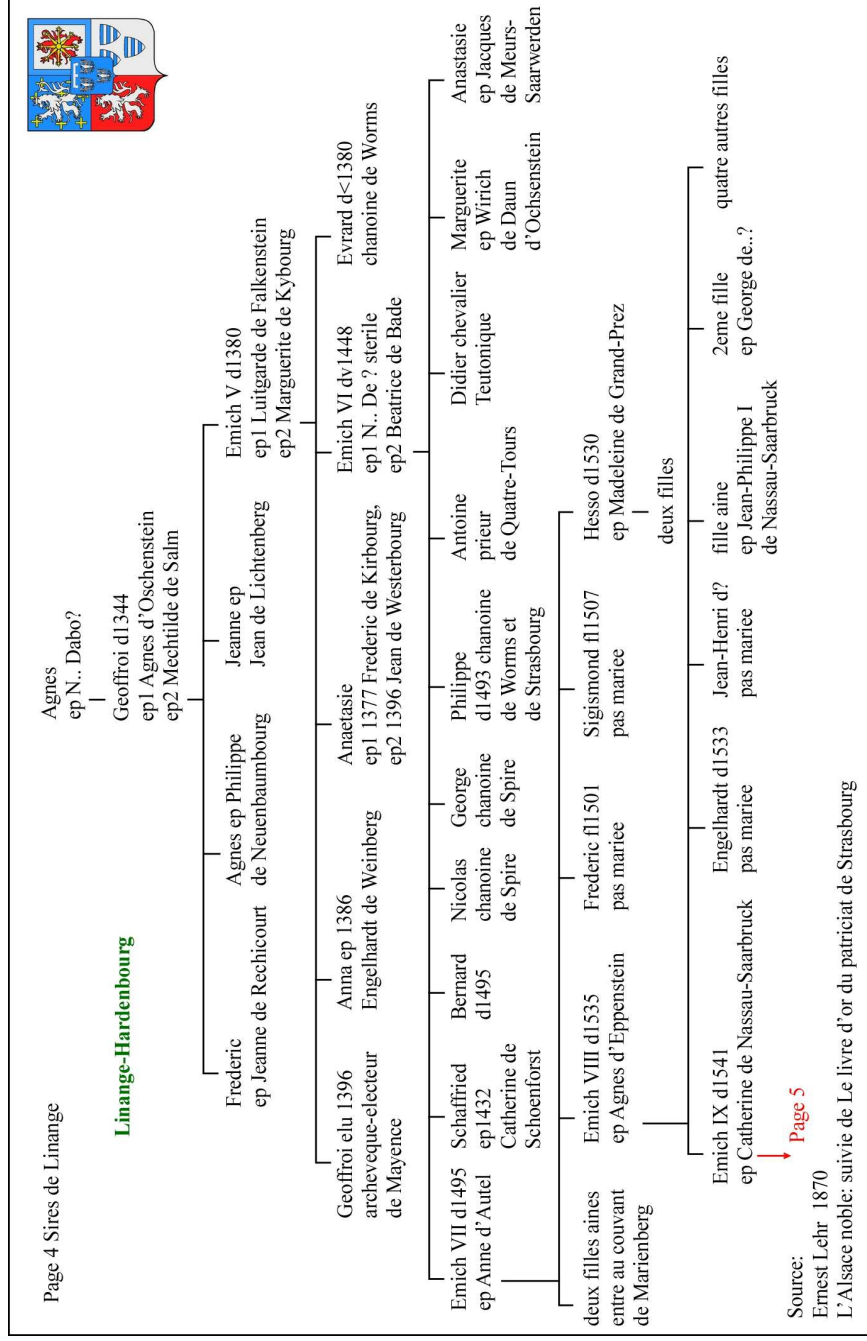 Page 4 Sires de Linange
Linange-Hardenbourg
Agnes
ep N.. Dabo?
Geoffroi d1344
ep1 Agnes d'Oschenstein
ep2 Mechtilde de Salm
Frederic
ep Jeanne de Rechicourt
Agnes ep Philippe
de Neuenbaumbourg
Jeanne ep
Jean de Lichtenberg
Emich V d1380
ep1 Luitgarde de Falkenstein
ep2 Marguerite de Kybourg
Geoffroi elu 1396
archeveque-electeur
de Mayence
Anna ep 1386
Engelhardt de Weinberg
Anaetasie
ep1 1377 Frederic de Kirbourg,
ep2 1396 Jean de Westerbourg
Emich VI dv1448
ep1 N.. De ? sterile
ep2 Beatrice de Bade
Evrard d<1380
chanoine de Worms
Emich VII d1495
ep Anne d'Autel
Schaffried
ep1432
Catherine de
Schoenforst
Bernard
d1495
Nicolas
chanoine
de Spire
George
chanoine
de Spire
Philippe
d1493 chanoine
de Worms et
de Strasbourg
Antoine
prieur
de Quatre-Tours
Didier chevalier
Teutonique
Marguerite
ep Wirich
de Daun
d'Ochsenstein
Anastasie
ep Jacques
de Meurs-
Saarwerden
deux filles aines
entre au couvant
de Marienberg
Emich VIII d1535
ep Agnes d'Eppenstein
Frederic fl1501
pas mariee
Sigismond fl1507
pas mariee
Hesso d1530
ep Madeleine de Grand-Prez
deux filles
Emich IX d1541
ep Catherine de Nassau-Saarbruck
Engelhardt d1533
pas mariee
Jean-Henri d?
pas mariee
fille aine
ep Jean-Philippe I
de Nassau-Saarbruck
2eme fille
ep George de..?
quatre autres filles
Page 5
Source:
Ernest Lehr 1870
L'Alsace noble: suivie de Le livre d'or du patriciat de Strasbourg